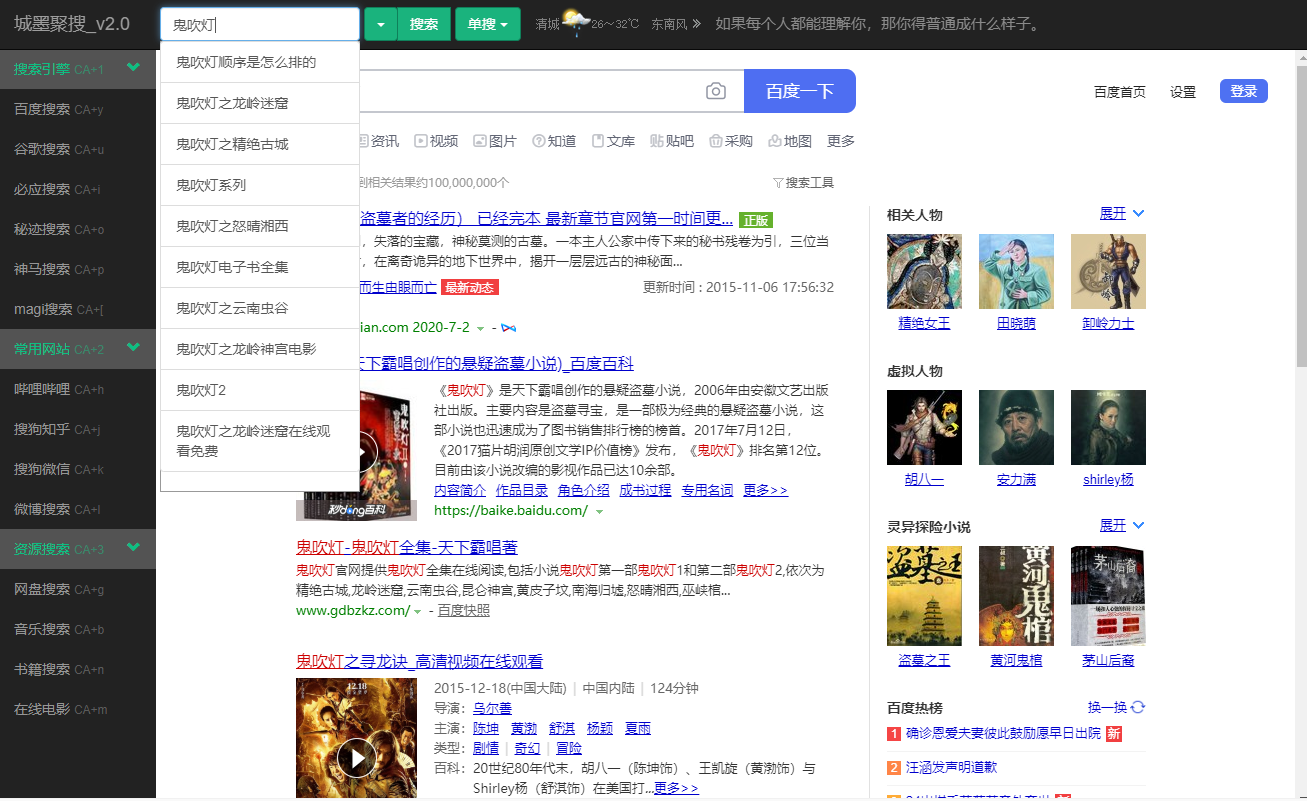 城墨聚搜_v2.0
鬼吹灯
搜索
单搜
清城
26～32℃
东南风
如果每个人都能理解你，那你得普通成什么样子。
搜索引擎 CA+1
百度搜索 CA+y
谷歌搜索 CA+u
必应搜索 CA+i
秘迹搜索 CA+o
神马搜索 CA+p
magi搜索 CA+[
常用网站 CA+2
哔哩哔哩 CA+h
搜狗知乎 CA+j
搜狗微信 CA+k
微博搜索 CA+l
资源搜索 CA+3
网盘搜索 CA+g
音乐搜索 CA+b
书籍搜索 CA+n
在线电影 CA+m
鬼吹灯顺序是怎么排的
鬼吹灯之龙岭迷窟
鬼吹灯之精绝古城
鬼吹灯系列
鬼吹灯之怒晴湘西
鬼吹灯电子书全集
鬼吹灯之云南虫谷
鬼吹灯之龙岭神宫电影
鬼吹灯2
鬼吹灯之龙岭迷窟在线观
看免费
百度一下
百度首页 设置 登录
资讯 视频 图片 知道 文库 贴吧 采购 地图 更多
到相关结果约100,000,000个
搜索工具
盗墓者的经历） 已经完本_最新章节官网第一时间更... 正版
，失落的宝藏，神秘莫测的古墓。一本主人公家中传下来的秘书残卷为引，三位当
，在离奇诡异的地下世界中，揭开一层层远古的神秘面...
而生由眼而亡 最新动态 更新时间：2015-11-06 17:56:32
ian.com 2020-7-2 -
天下霸唱创作的悬疑盗墓小说)_百度百科
《鬼吹灯》是天下霸唱创作的悬疑盗墓小说，2006年由安徽文艺出版
社出版。主要内容是盗墓寻宝，是一部极为经典的悬疑盗墓小说，这
部小说也迅速成为了图书销售排行榜的榜首。2017年7月12日，
《2017猫片胡润原创文学IP价值榜》发布，《鬼吹灯》排名第12位。
目前由该小说改编的影视作品已达10余部。
内容简介 作品目录 角色介绍 成书过程 专用名词 更多>>
https://baike.baidu.com/
鬼吹灯II
秒dong百科
鬼吹灯-鬼吹灯全集-天下霸唱著
鬼吹灯官网提供鬼吹灯全集在线阅读,包括小说鬼吹灯第一部鬼吹灯1和第二部鬼吹灯2,依次为
精绝古城,龙岭迷窟,云南虫谷,昆仑神宫,黄皮子坟,南海归墟,怒晴湘西,巫峡棺...
www.gdbzkz.com/ - 百度快照
鬼吹灯之寻龙诀_高清视频在线观看
12.18
2015-12-18(中国大陆) | 中国内陆 | 124分钟
导演： 乌尔善
主演： 陈坤 黄渤 舒淇 杨颖 夏雨
类型： 剧情 | 奇幻 | 冒险
百科： 20世纪80年代末，胡八一（陈坤饰）、王凯旋（黄渤饰）与
Shirley杨（舒淇饰）在美国打...更多>>
相关人物 展开
卸岭
精绝女王 田晓萌 卸岭力士
虚拟人物
胡八一 安力满 shirley杨
灵异探险小说 展开
盗墓之王
黄河鬼棺
茅山后裔
盗墓之王 黄河鬼棺 茅山后裔
百度热榜 换一换
1 确诊恩爱夫妻彼此鼓励原早日出院 新
2 汪涵发声明道歉